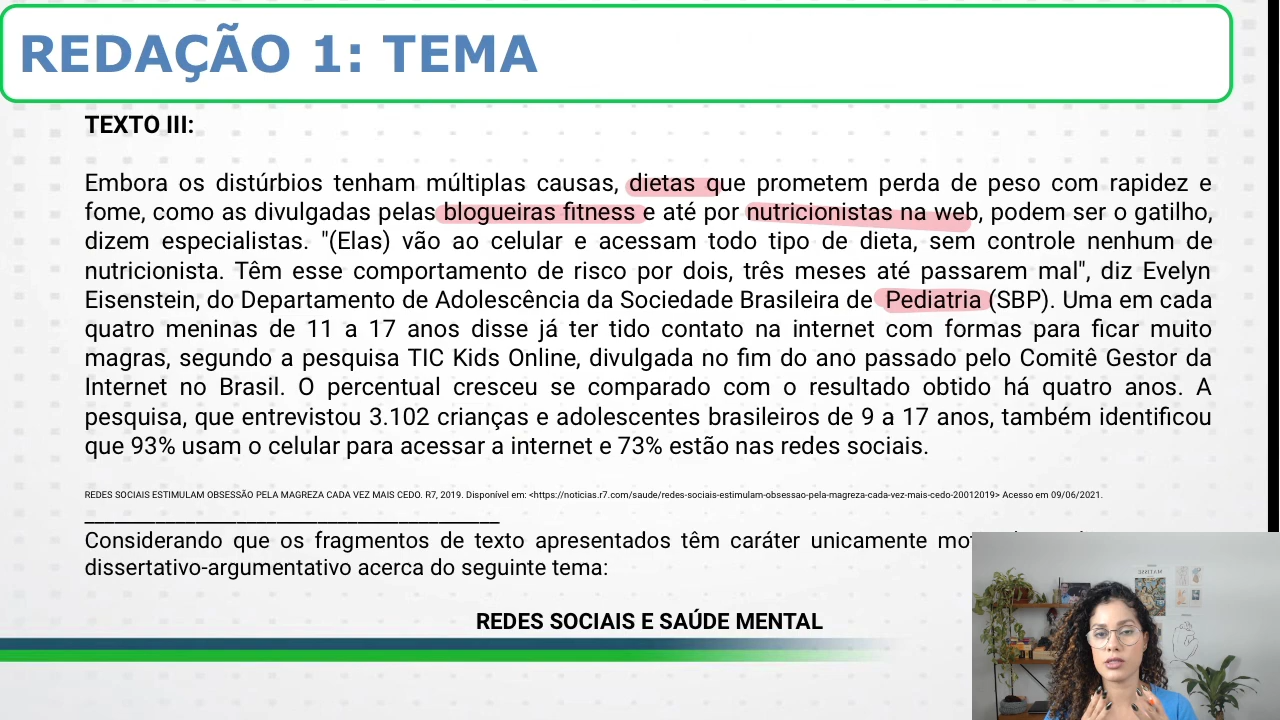 REDAÇÃO 1: TEMA
TEXTO III:
Embora os distúrbios tenham múltiplas causas, dietas que prometem perda de peso com rapidez e
fome, como as divulgadas pelas blogueiras fitness e até por nutricionistas na web, podem ser o gatilho,
dizem especialistas. "(Elas) vão ao celular e acessam todo tipo de dieta, sem controle nenhum de
nutricionista. Têm esse comportamento de risco por dois, três meses até passarem mal", diz Evelyn
Eisenstein, do Departamento de Adolescência da Sociedade Brasileira de Pediatria (SBP). Uma em cada
quatro meninas de 11 a 17 anos disse já ter tido contato na internet com formas para ficar muito
magras, segundo a pesquisa TIC Kids Online, divulgada no fim do ano passado pelo Comitê Gestor da
Internet no Brasil. O percentual cresceu se comparado com o resultado obtido há quatro anos. A
pesquisa, que entrevistou 3.102 crianças e adolescentes brasileiros de 9 a 17 anos, também identificou
que 93% usam o celular para acessar a internet e 73% estão nas redes sociais.
REDES SOCIAIS ESTIMULAM OBSESSÃO PELA MAGREZA CADA VEZ MAIS CEDO. R7, 2019. Disponível em: <https://noticias.r7.com/saude/redes-sociais-estimulam-obsessao-pela-magreza-cada-vez-mais-cedo-20012019> Acesso em 09/06/2021.
Considerando que os fragmentos de texto apresentados têm caráter unicamente
dissertativo-argumentativo acerca do seguinte tema:
REDES SOCIAIS E SAÚDE MENTAL